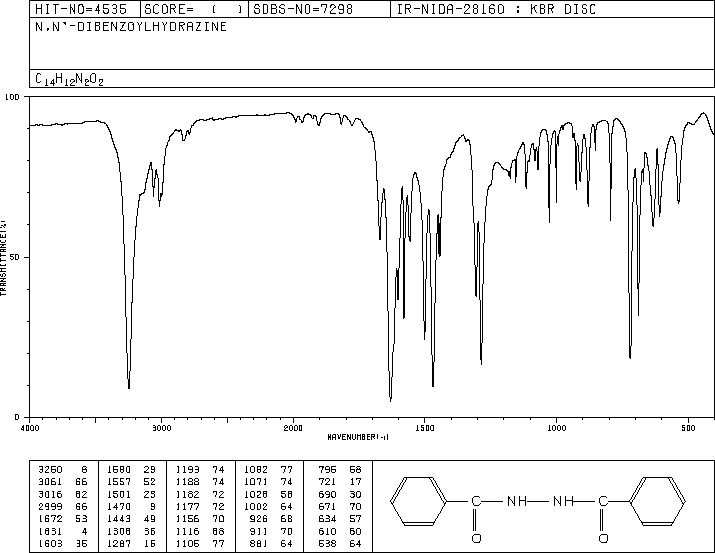 HIT-NO=4535 SCORE= ( ) SDBS-NO=7298 IR-NIDA-28160 : KBR DISC
N,N'-DIBENZOYLHYDRAZINE
C14H12N2O2
100
50
0
TRANSMITTANCE(%)
4000 3000 2000 1500 1000 500
WAVENUMBER(-1)
3250 8 1580 29 1193 74 1082 77 795 58
3061 66 1557 52 1188 74 1071 74 721 17
3016 62 1501 23 1182 72 1028 58 690 30
2999 66 1470 9 1177 72 1002 64 671 70
1672 53 1443 49 1156 70 926 68 634 57
1631 4 1308 36 1116 68 911 70 610 60
1603 35 1287 16 1105 77 881 64 538 64
C NH NH C
O O